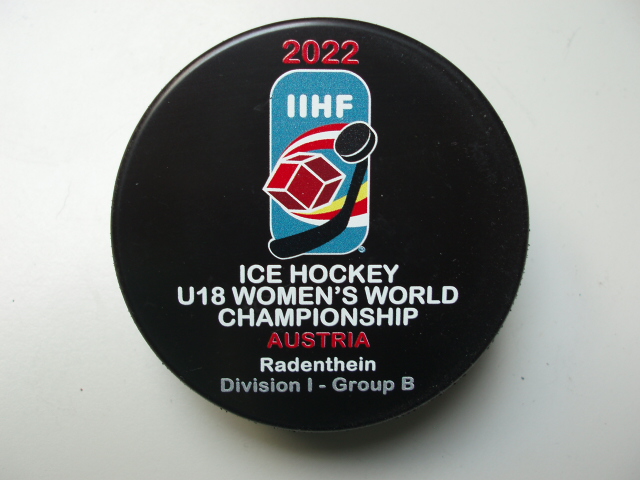 2022
IIHF
®
ICE HOCKEY
U18 WOMEN'S WORLD
CHAMPIONSHIP
AUSTRIA
Radenthein
Division I - Group B